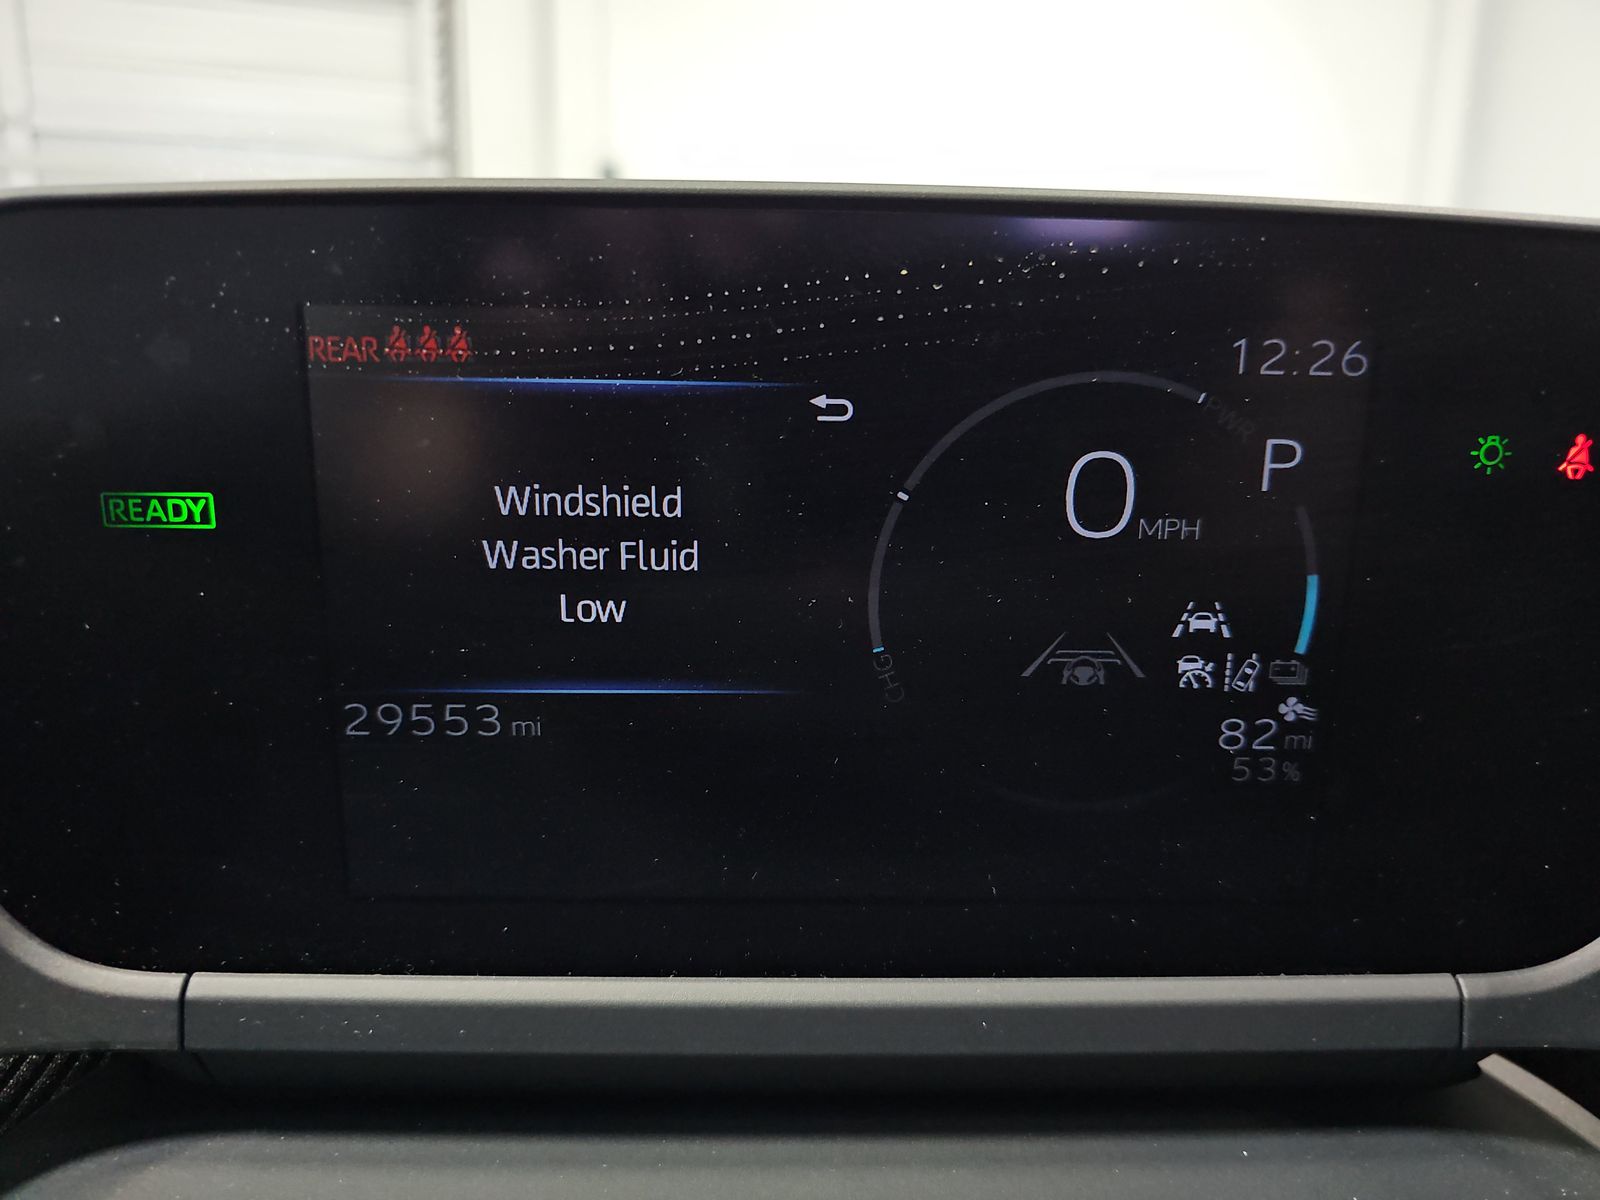 REAR
12:26
PWR
P
READY
0 MPH
Windshield
Washer Fluid
Low
CHG
29553 mi
82 mi
53%